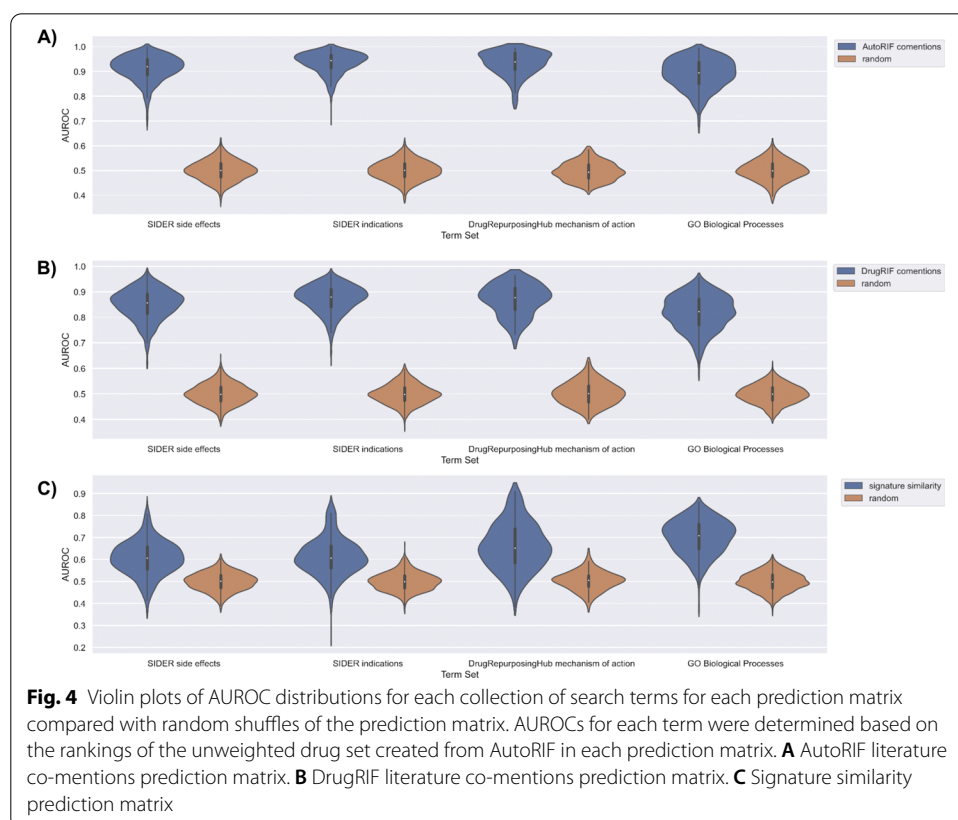 A)
1.0
0.9
0.8
0.7
0.6
0.5
0.4
AUROC
SIDER side effects
SIDER indications
DrugRepurposingHub mechanism of action
GO Biological Processes
Term Set
AutoRIF comentions
random
B)
1.0
0.9
0.8
0.7
0.6
0.5
0.4
AUROC
SIDER side effects
SIDER indications
DrugRepurposingHub mechanism of action
GO Biological Processes
Term Set
DrugRIF comentions
random
C)
0.9
0.8
0.7
0.6
0.5
0.4
0.3
0.2
AUROC
SIDER side effects
SIDER indications
DrugRepurposingHub mechanism of action
GO Biological Processes
Term Set
signature similarity
random
Fig. 4 Violin plots of AUROC distributions for each collection of search terms for each prediction matrix
compared with random shuffles of the prediction matrix. AUROCs for each term were determined based on
the rankings of the unweighted drug set created from AutoRIF in each prediction matrix. A AutoRIF literature
co-mentions prediction matrix. B DrugRIF literature co-mentions prediction matrix. C Signature similarity
prediction matrix